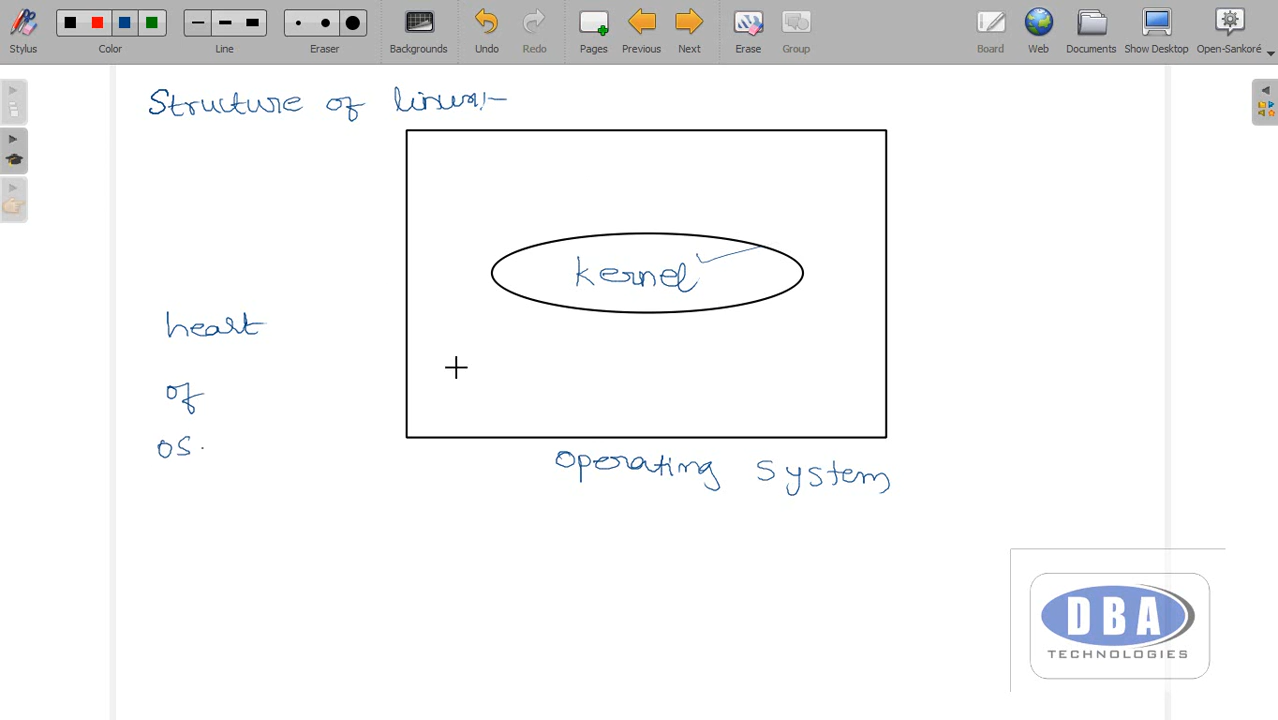 Stylus
Color
Line
Eraser
Backgrounds
Undo
Redo
Pages
Previous
Next
Erase
Group
Board
Web
Documents
Show Desktop
Open-Sankoré
Structure of linux:-
kernel
heart
of
OS.
Operating System
DBA
TECHNOLOGIES